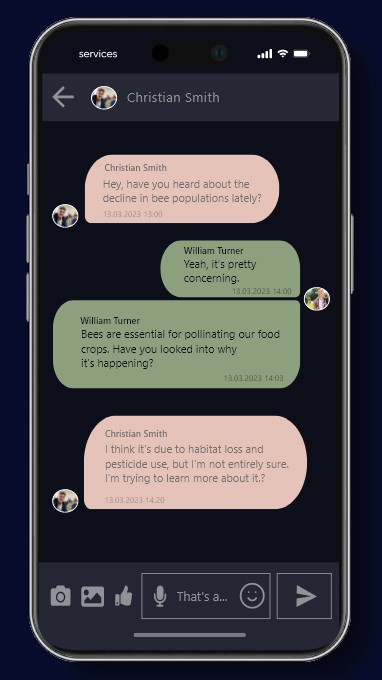 services
Christian Smith
Christian Smith
Hey, have you heard about the
decline in bee populations lately?
13.03.2023 13:00
William Turner
Yeah, it's pretty
concerning.
13.03.2023 14:00
William Turner
Bees are essential for pollinating our food
crops. Have you looked into why
it's happening?
13.03.2023 14:03
Christian Smith
I think it's due to habitat loss and
pesticide use, but I'm not entirely sure.
I'm trying to learn more about it.?
13.03.2023 14:20
That's a...